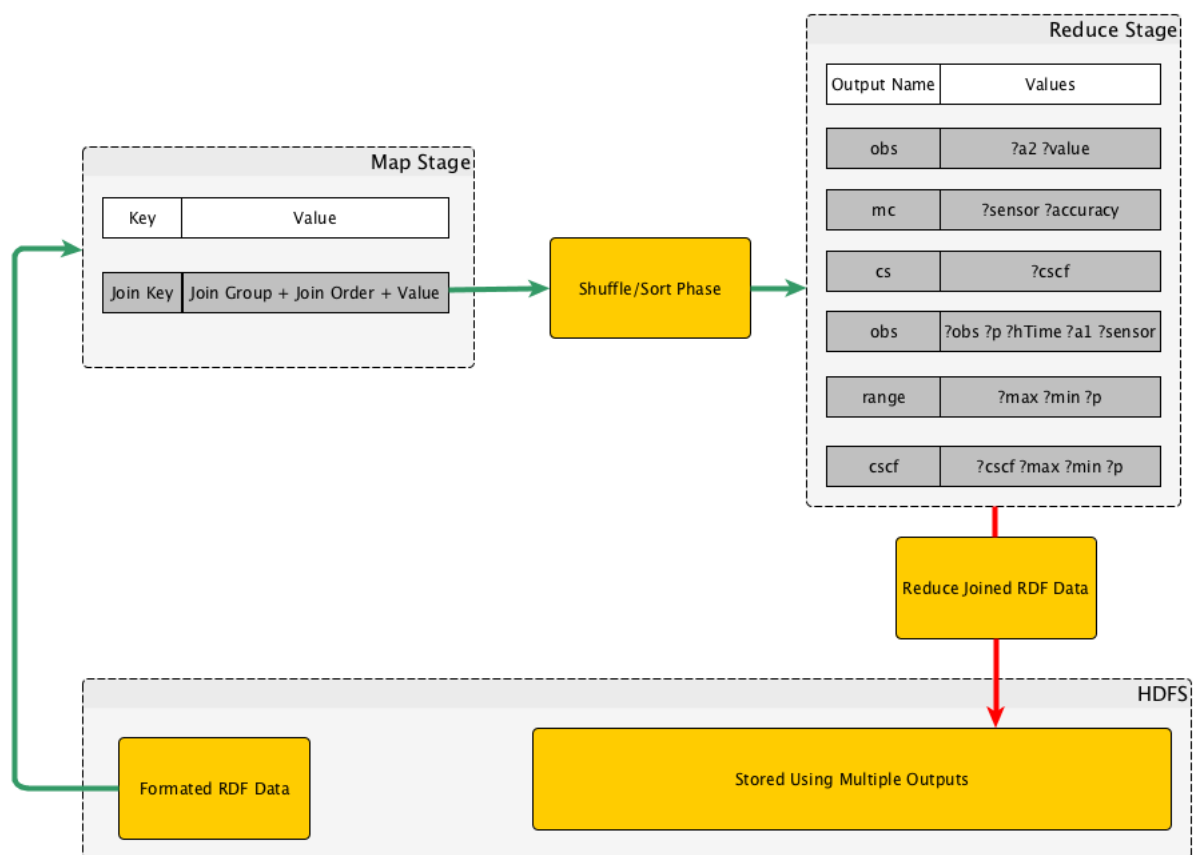 Reduce Stage
Output Name Values
obs ?a2 ?value
mc ?sensor ?accuracy
cs ?cscf
obs ?obs ?p ?hTime ?a1 ?sensor
range ?max ?min ?p
cscf ?cscf ?max ?min ?p
Map Stage
Key Value
Join Key Join Group + Join Order + Value
Shuffle/Sort Phase
Reduce Joined RDF Data
HDFS
Formated RDF Data
Stored Using Multiple Outputs